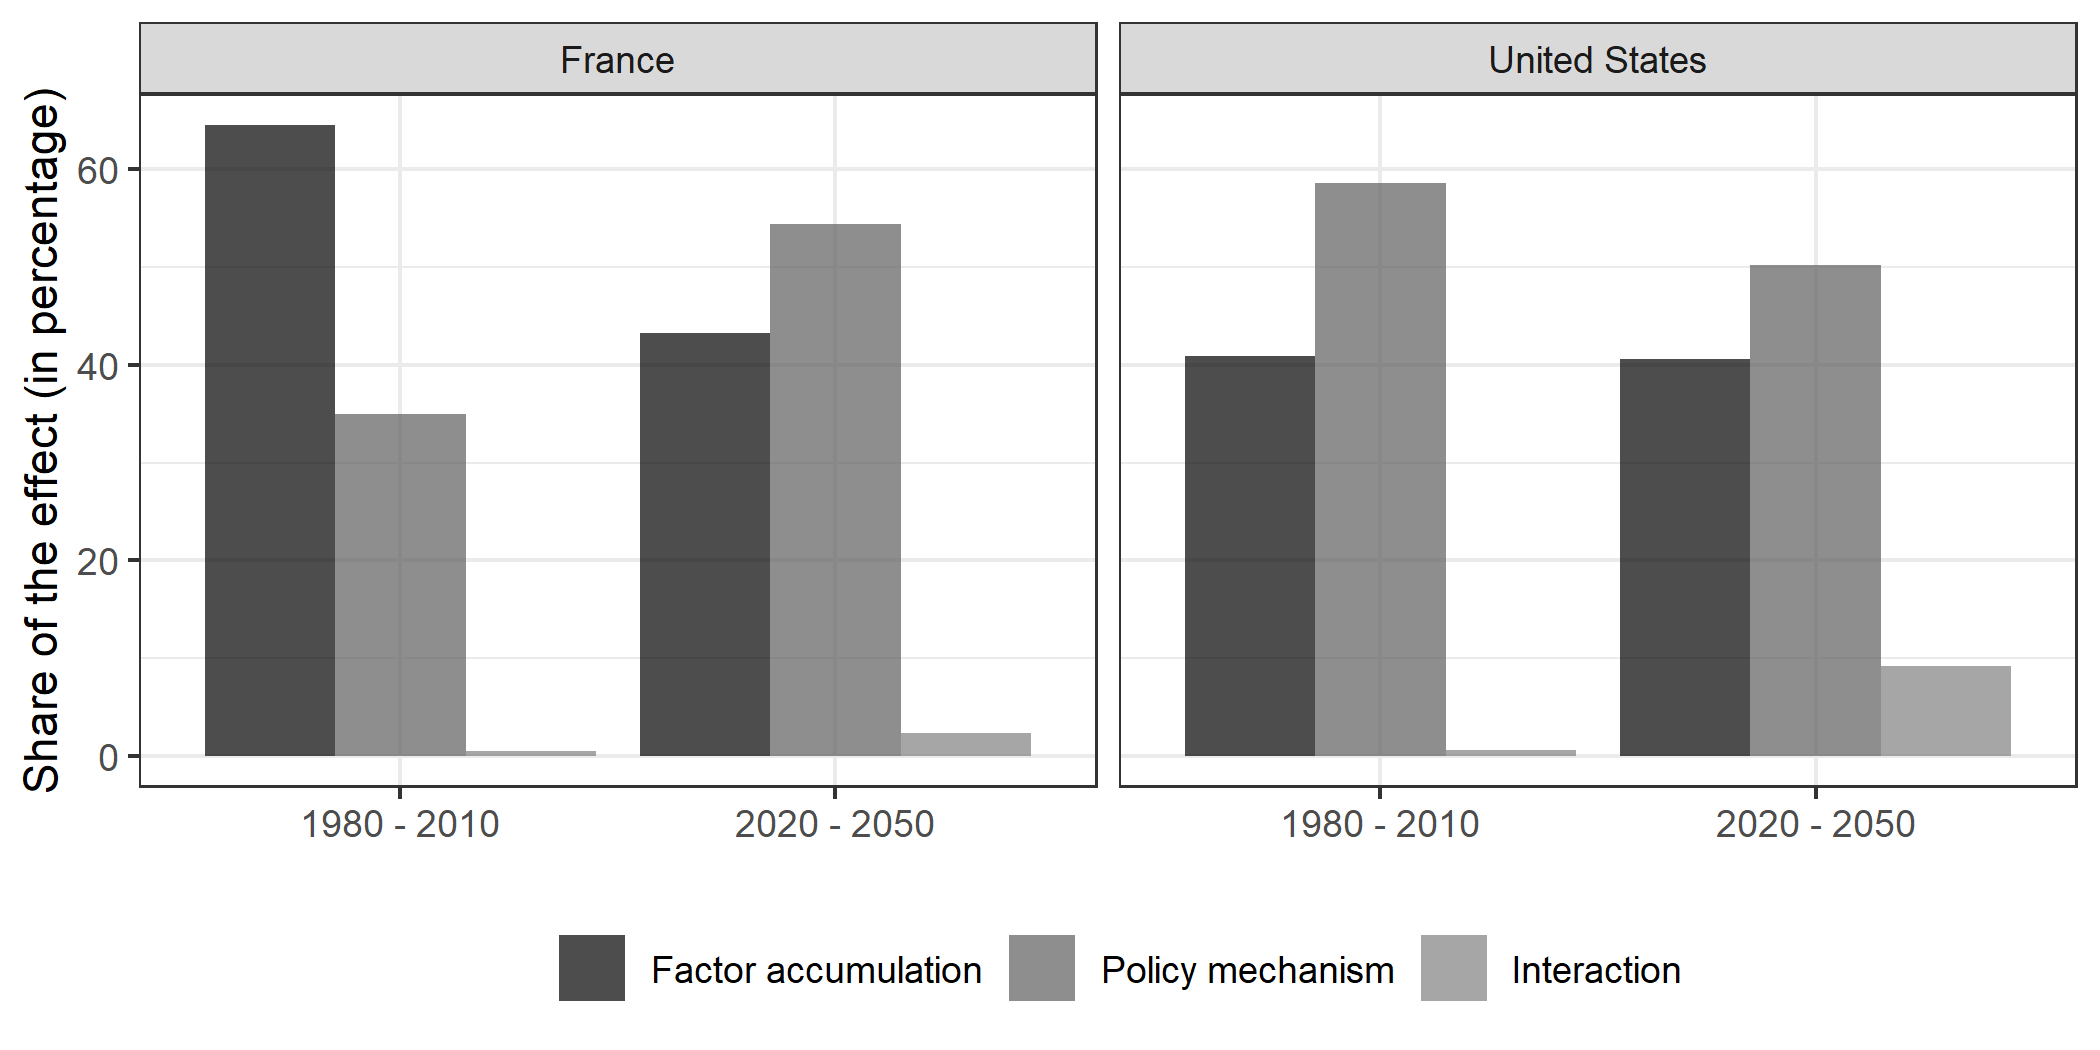 France
United States
Share of the effect (in percentage)
60
40
20
0
1980 - 2010
2020 - 2050
1980 - 2010
2020 - 2050
Factor accumulation
Policy mechanism
Interaction